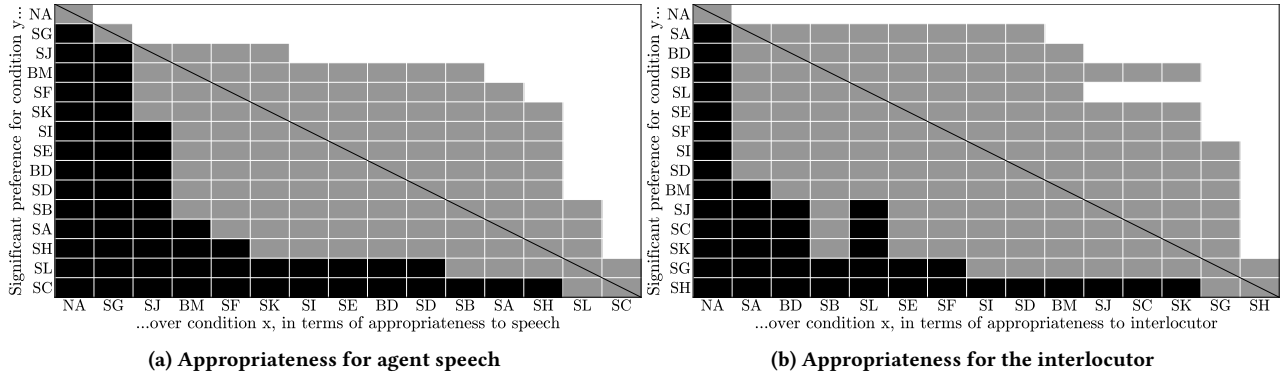 Significant preference for condition y...
NA
SG
SJ
BM
SF
SK
SI
SE
BD
SD
SB
SA
SH
SL
SC
NA SG SJ BM SF SK SI SE BD SD SB SA SH SL SC
...over condition x, in terms of appropriateness to speech
(a) Appropriateness for agent speech
Significant preference for condition y...
NA
SA
BD
SB
SL
SE
SF
SI
SD
BM
SJ
SC
SK
SG
SH
NA SA BD SB SL SE SF SI SD BM SJ SC SK SG SH
...over condition x, in terms of appropriateness to interlocutor
(b) Appropriateness for the interlocutor